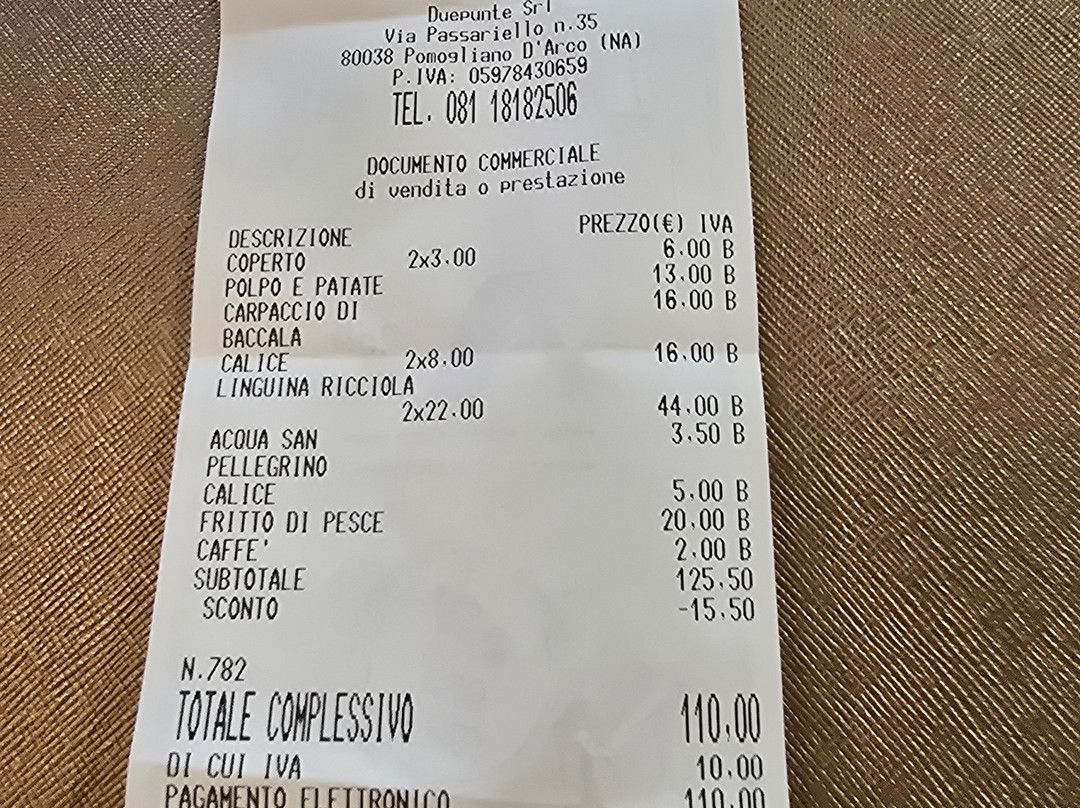 Duepunte Srl
Via Passariello n.35
80038 Pomogliano D'Arco (NA)
P.IVA: 05978430659
TEL. 081 18182506
DOCUMENTO COMMERCIALE
di vendita o prestazione
DESCRIZIONE PREZZO(€) IVA
COPERTO 2x3.00 6.00 B
POLPO E PATATE 13.00 B
CARPACCIO DI 16.00 B
BACCALA
CALICE 2x8.00 16.00 B
LINGUINA RICCIOLA
2x22.00 44.00 B
ACQUA SAN 3.50 B
PELLEGRINO
CALICE 5.00 B
FRITTO DI PESCE 20.00 B
CAFFE' 2.00 B
SUBTOTALE 125.50
SCONTO -15.50
N.782
TOTALE COMPLESSIVO 110.00
DI CUI IVA 10.00
PAGAMENTO ELETTRONICO 110.00